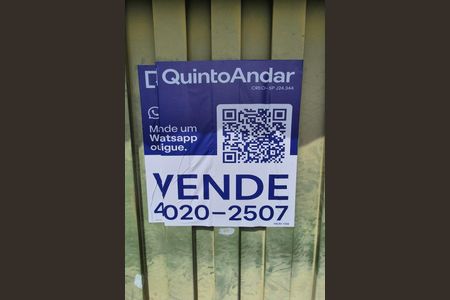 QuintoAndar
CRECI-SP J24.344
Mande um
Watsapp
ou ligue.
VENDE
4020-2507